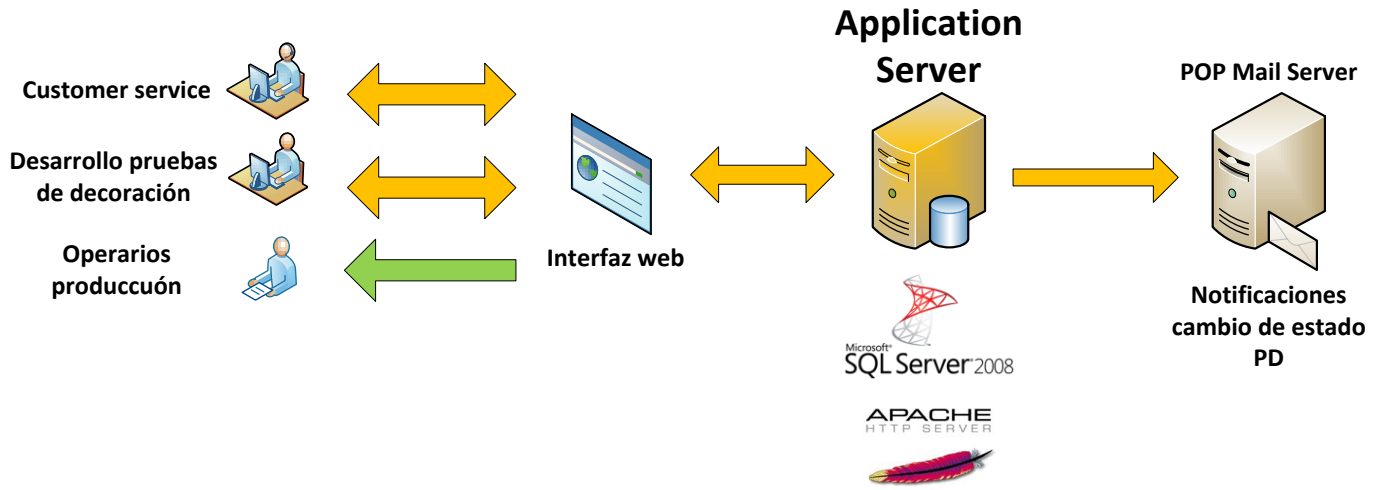 Customer service
Desarrollo pruebas
de decoración
Operarios
produccuón
Interfaz web
Application
Server
Microsoft®
SQL Server®2008
APACHE
HTTP SERVER
POP Mail Server
Notificaciones
cambio de estado
PD